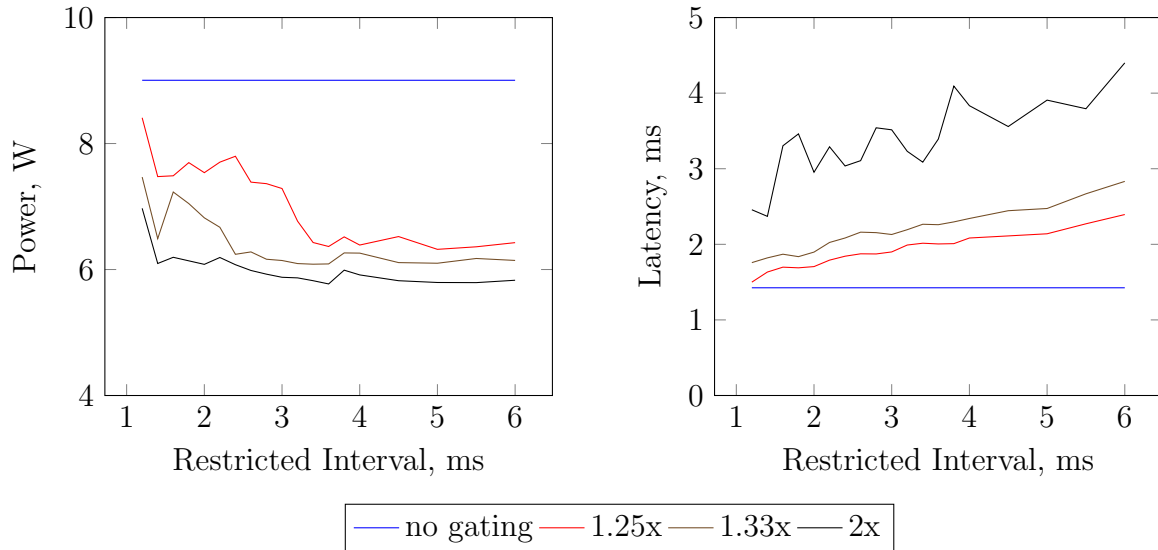 10
8
6
4
Power, W
1 2 3 4 5 6
Restricted Interval, ms
5
4
3
2
1
0
Latency, ms
1 2 3 4 5 6
Restricted Interval, ms
no gating 1.25x 1.33x 2x